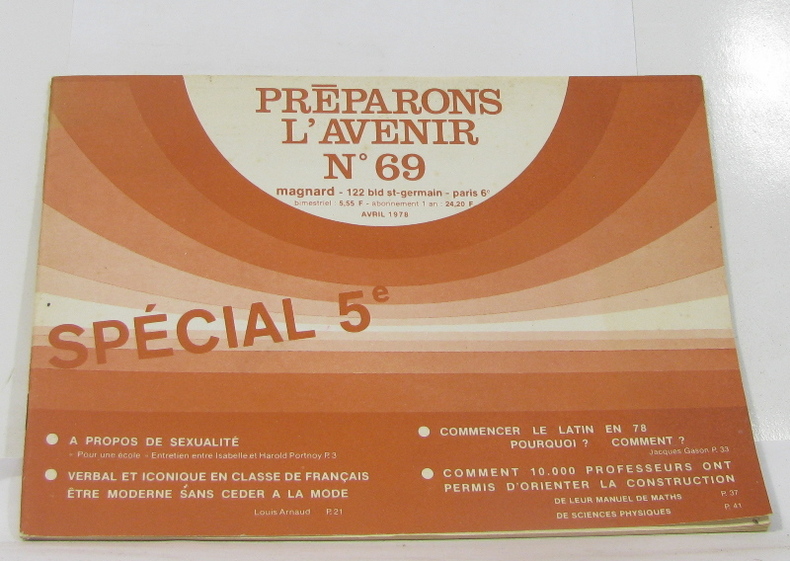 PRĒPARONS
L'AVENIR
N° 69
magnard - 122 bld st-germain - paris 6e
bimestriel : 5,55 F - abonnement 1 an : 24,20 F
AVRIL 1978
SPÉCIAL 5e
A PROPOS DE SEXUALITÉ
- Pour une école - Entretien entre Isabelle et Harold Portnoy P. 3
VERBAL ET ICONIQUE EN CLASSE DE FRANÇAIS
ÊTRE MODERNE SANS CEDER A LA MODE
Louis Arnaud P. 21
COMMENCER LE LATIN EN 78
POURQUOI ? COMMENT ?
Jacques Gason P. 33
COMMENT 10.000 PROFESSEURS ONT
PERMIS D'ORIENTER LA CONSTRUCTION
DE LEUR MANUEL DE MATHS P. 37
DE SCIENCES PHYSIQUES P. 41